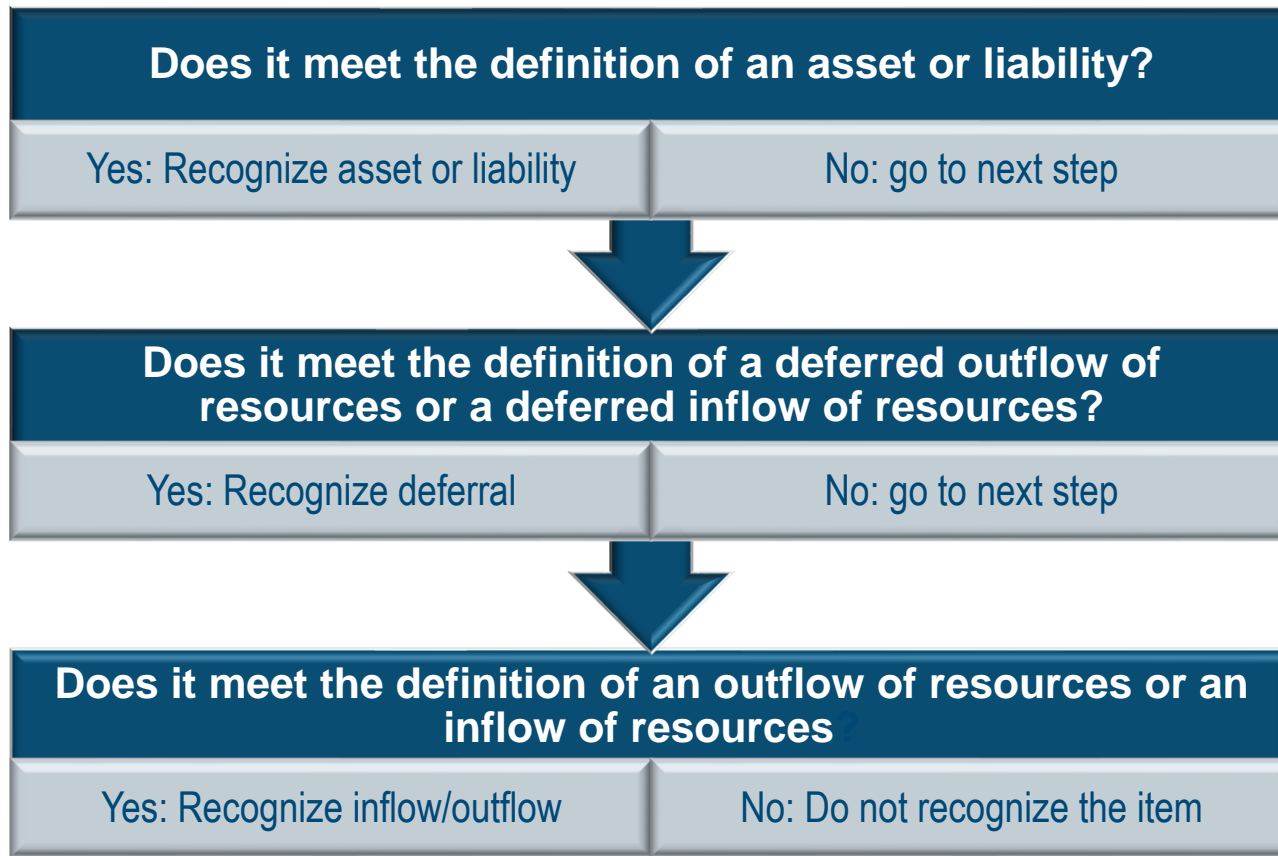 Does it meet the definition of an asset or liability?
Yes: Recognize asset or liability
No: go to next step
Does it meet the definition of a deferred outflow of
resources or a deferred inflow of resources?
Yes: Recognize deferral
No: go to next step
Does it meet the definition of an outflow of resources or an
inflow of resources?
Yes: Recognize inflow/outflow
No: Do not recognize the item